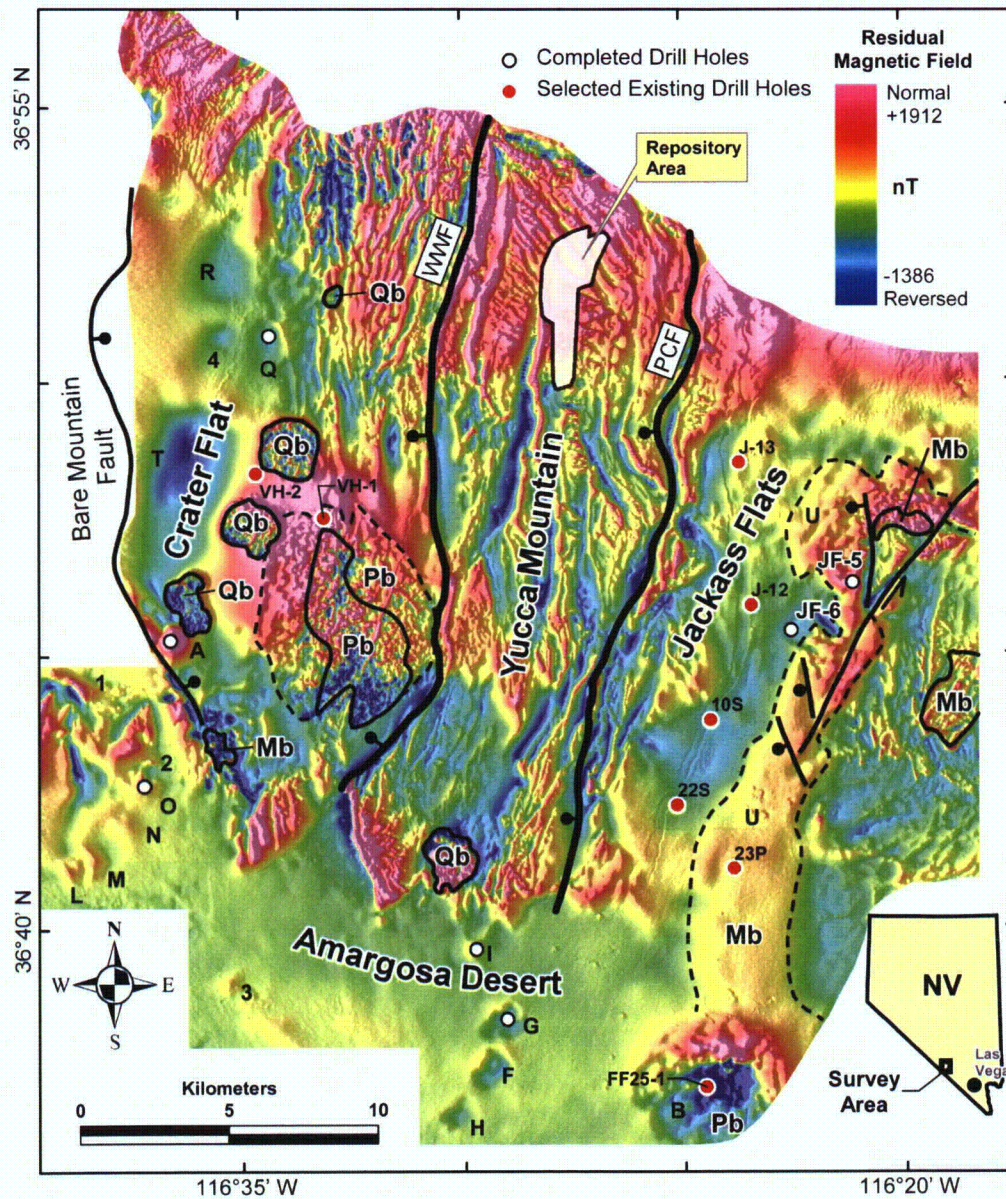 Completed Drill Holes
Selected Existing Drill Holes
Residual
Magnetic Field
Normal
+1912
nT
-1386
Reversed
36°55' N
Repository
Area
WWF
R
Qb
4
Q
PCF
Bare Mountain
Fault
Crater Flat
T
Qb
VH-2
VH-1
Qb
Yucca Mountain
J-13
Mb
U
Jackass Flats
Qb
Pb
JF-5
J-12
JF-6
Pb
A
1
10S
Mb
Mb
2
O
N
22S
U
Qb
23P
M
L
36°40' N
Mb
N
W
E
S
Amargosa Desert
I
3
G
NV
Las
Vega
Survey
Area
Kilometers
0
5
10
F
FF25-1
B
Pb
H
116°35' W
116°20' W